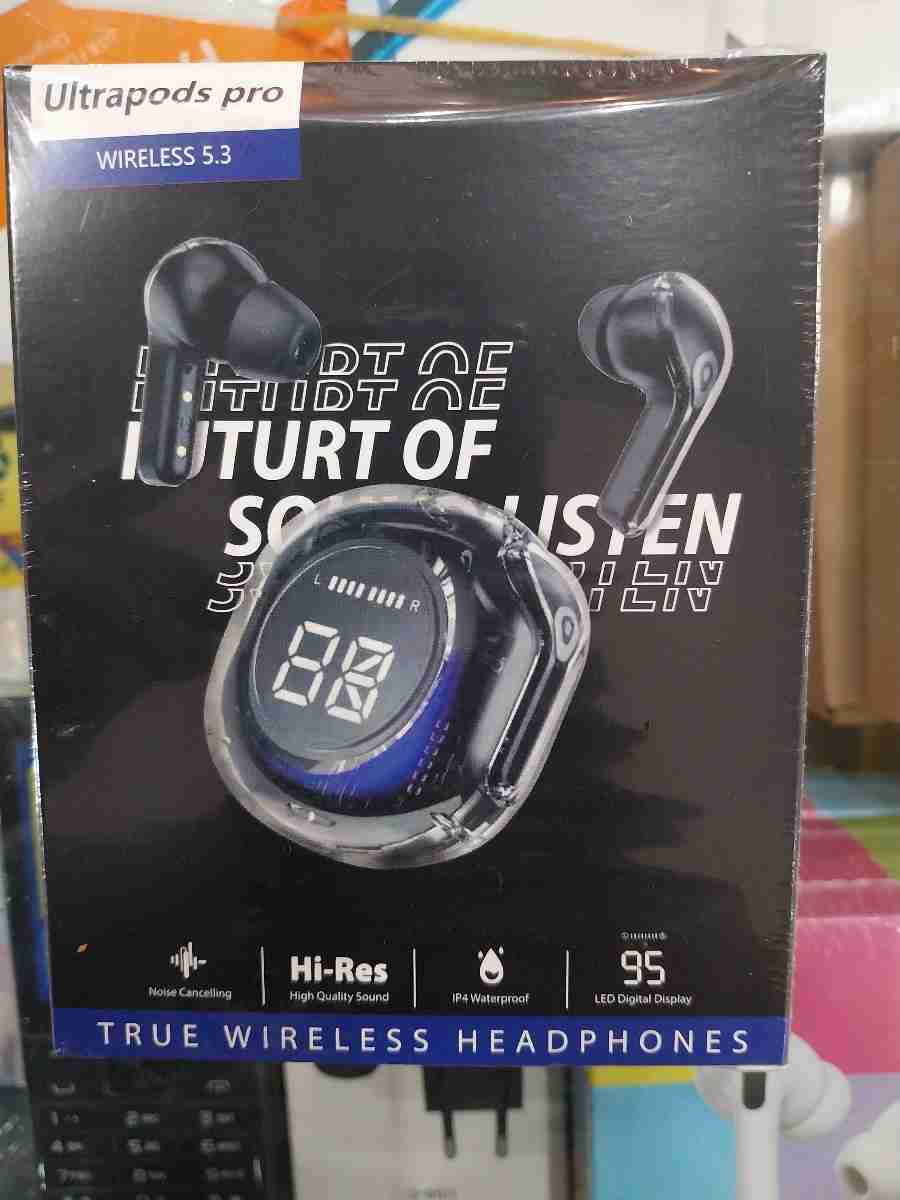 Ultrapods pro
WIRELESS 5.3
TURT OF
LISTEN
L R
88
Noise Cancelling
Hi-Res
High Quality Sound
IP4 Waterproof
95
LED Digital Display
TRUE WIRELESS HEADPHONES